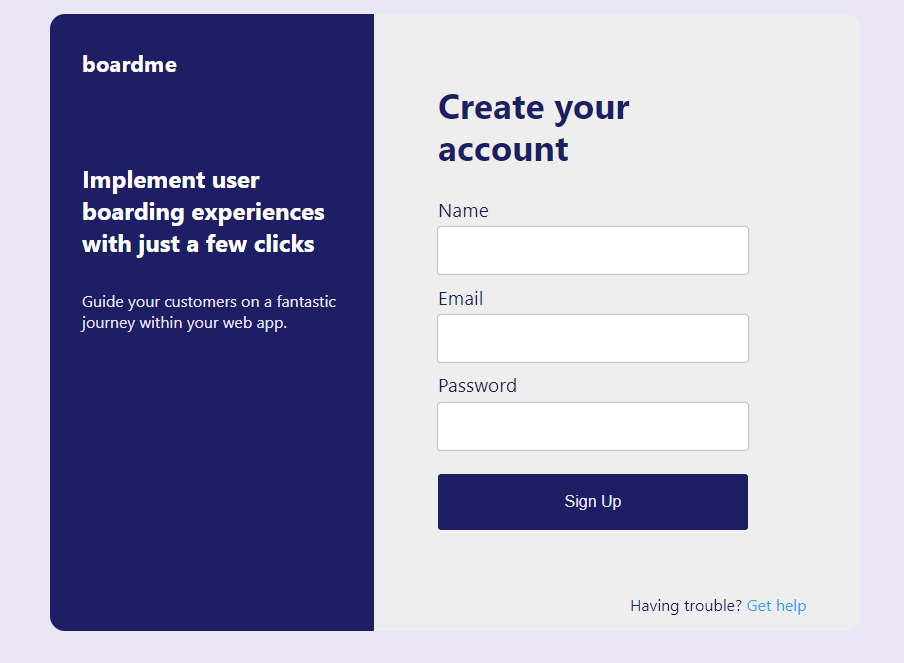 boardme
Implement user
boarding experiences
with just a few clicks
Guide your customers on a fantastic
journey within your web app.
Create your
account
Name
Email
Password
Sign Up
Having trouble? Get help